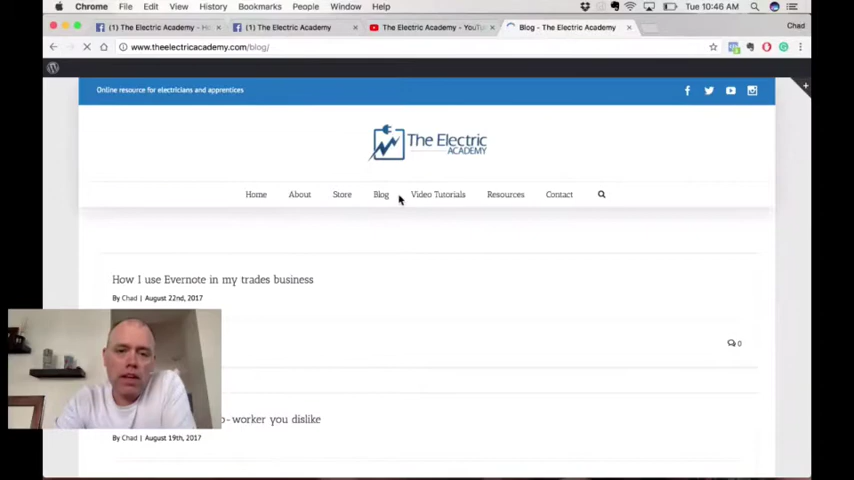 Chrome File Edit View History Bookmarks People Window Help Tue 10:46 AM
(1) The Electric Academy - H
(1) The Electric Academy
The Electric Academy - YouT
Blog - The Electric Academy
Chad
www.theelectricacademy.com/blog/
Online resource for electricians and apprentices
The Electric
ACADEMY
Home About Store Blog Video Tutorials Resources Contact
How I use Evernote in my trades business
By Chad | August 22nd, 2017
0
o-worker you dislike
By Chad | August 19th, 2017